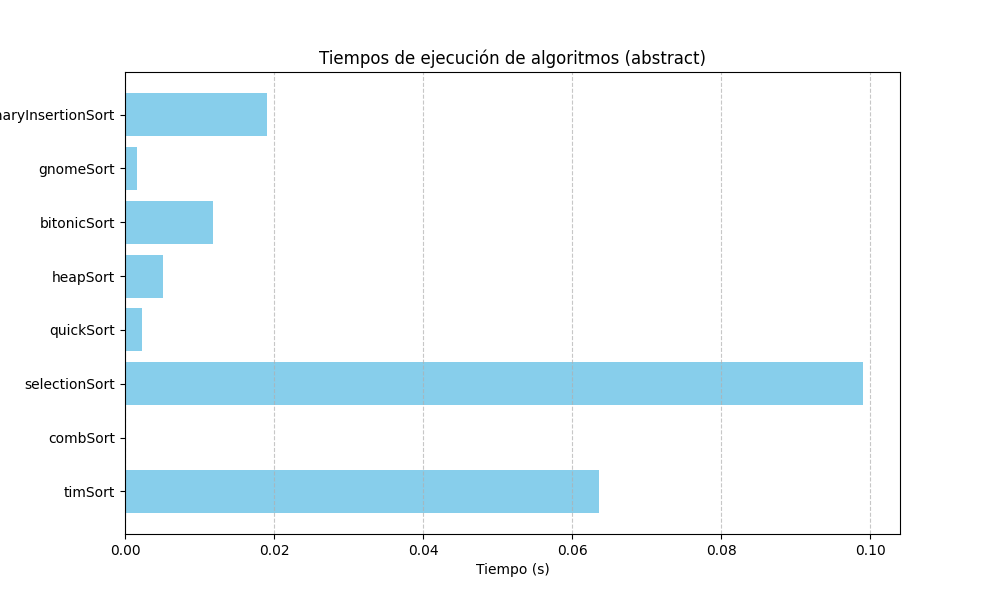 Tiempos de ejecución de algoritmos (abstract)
naryInsertionSort
gnomeSort
bitonicSort
heapSort
quickSort
selectionSort
combSort
timSort
0.00 0.02 0.04 0.06 0.08 0.10
Tiempo (s)